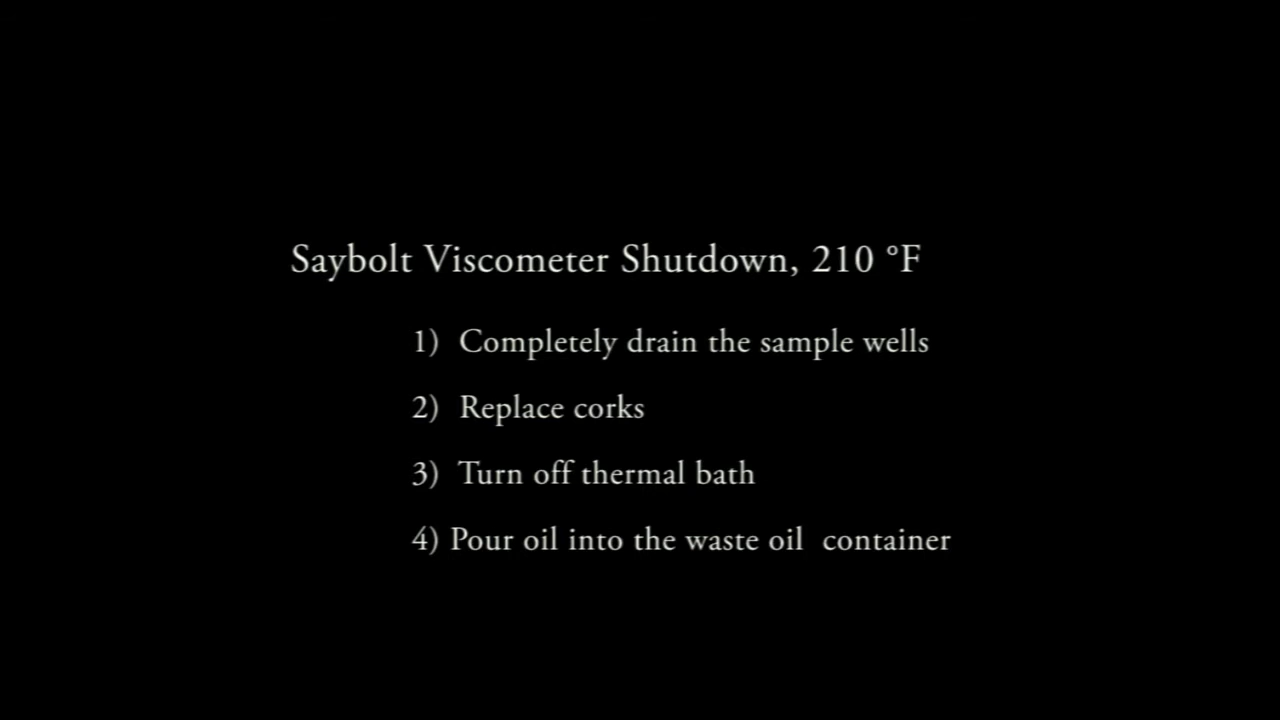 Saybolt Viscometer Shutdown, 210 °F
1) Completely drain the sample wells
2) Replace corks
3) Turn off thermal bath
4) Pour oil into the waste oil container